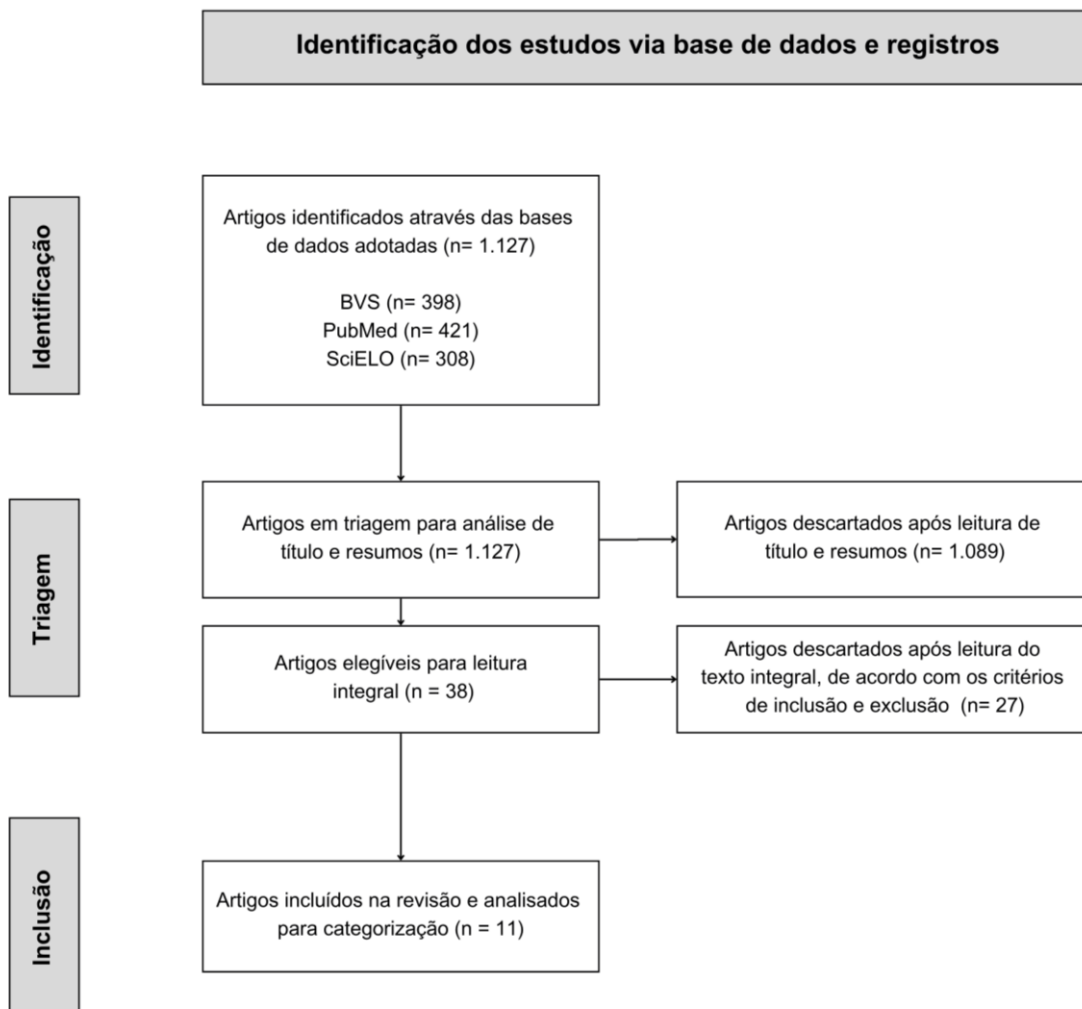 Identificação dos estudos via base de dados e registros
Identificação
Artigos identificados através das bases
de dados adotadas (n= 1.127)
BVS (n= 398)
PubMed (n= 421)
SciELO (n= 308)
Triagem
Artigos em triagem para análise de
título e resumos (n= 1.127)
Artigos descartados após leitura de
título e resumos (n= 1.089)
Artigos elegíveis para leitura
integral (n = 38)
Artigos descartados após leitura do
texto integral, de acordo com os critérios
de inclusão e exclusão  (n= 27)
Inclusão
Artigos incluídos na revisão e analisados
para categorização (n = 11)